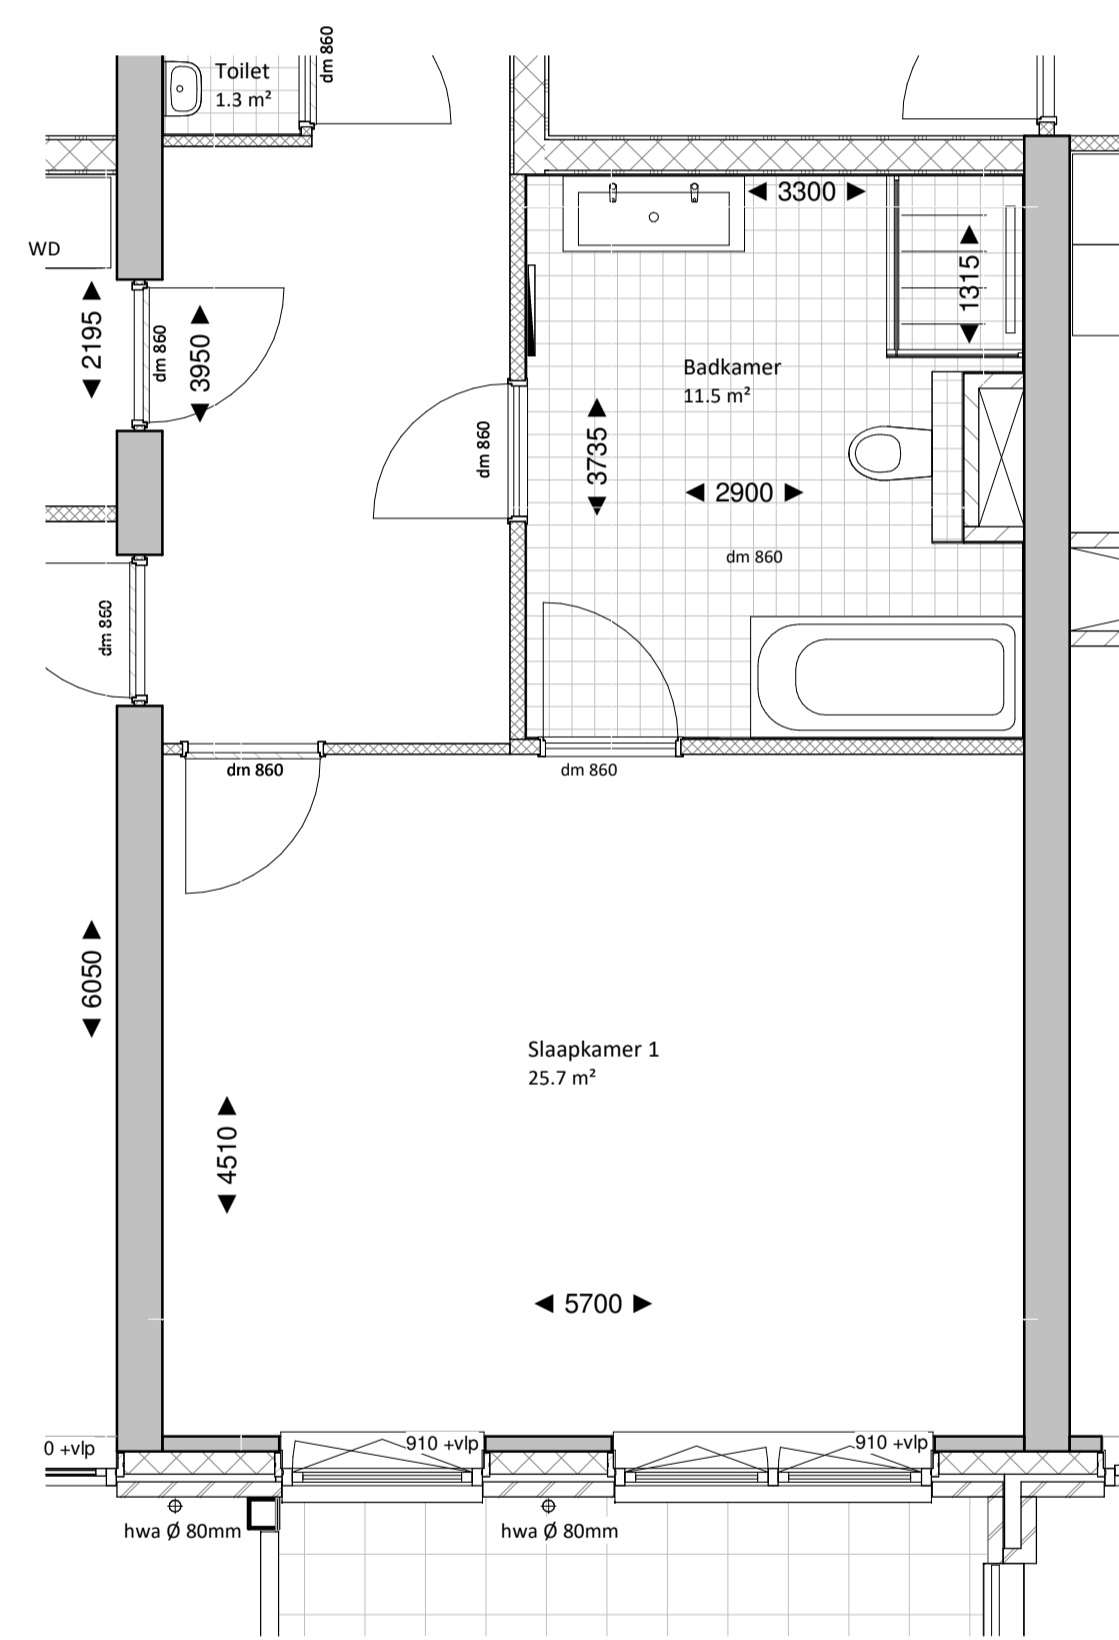 dm 860
Toilet
1.3 m²
3300
WD
1315
2195
dm 860
3950
Badkamer
11.5 m²
dm 860
3735
2900
dm 860
dm 860
dm 860
dm 860
6050
Slaapkamer 1
25.7 m²
4510
5700
0 +vlp
910 +vlp
910 +vlp
hwa Ø 80mm
hwa Ø 80mm